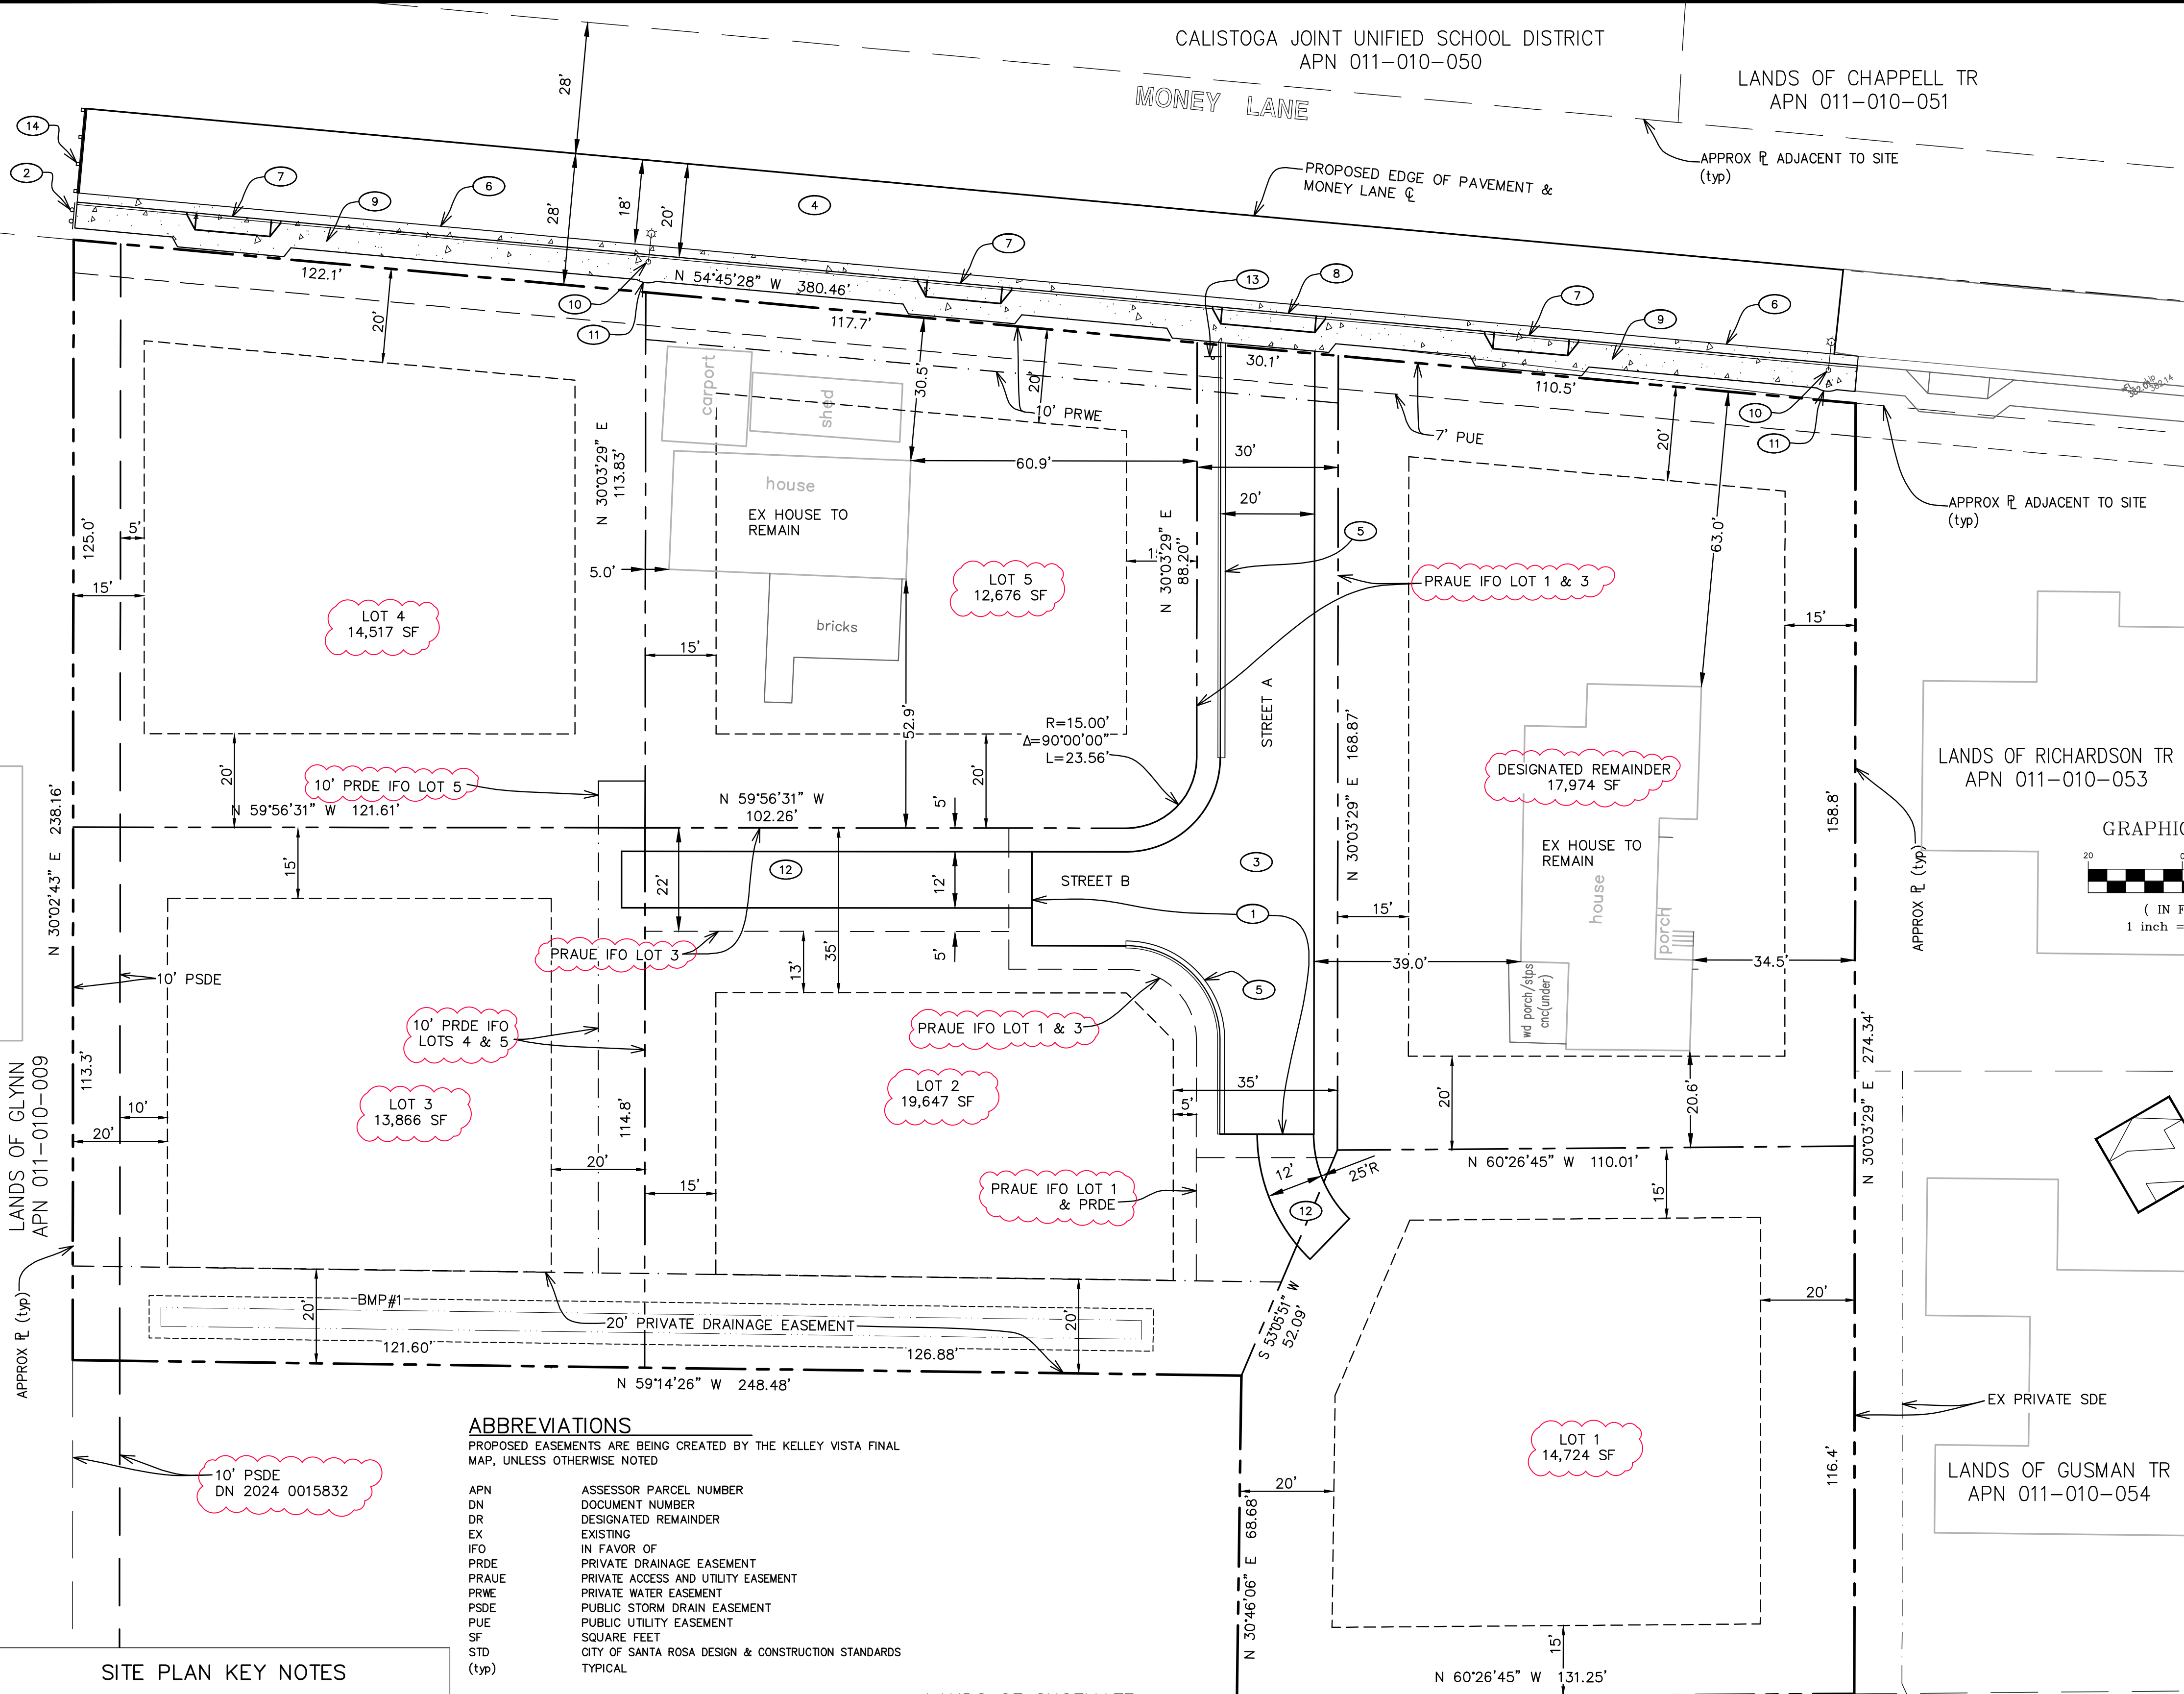 CALISTOGA JOINT UNIFIED SCHOOL DISTRICT
APN 011-010-050
LANDS OF CHAPPELL TR
APN 011-010-051
MONEY LANE
28'
APPROX ℄ ADJACENT TO SITE
(typ)
PROPOSED EDGE OF PAVEMENT &
MONEY LANE ℄
14
2
7
6
9
28'
18'
20'
4
7
13
8
7
9
6
122.1'
20'
N 54°45'28" W 380.46'
10
11
117.7'
30.1'
110.5'
10
11
carport
shed
30.5'
20'
10' PRWE
7' PUE
20'
APPROX PL ADJACENT TO SITE
(typ)
N 30°03'29" E
113.83'
60.9'
30'
20'
house
EX HOUSE TO
REMAIN
125.0'
5'
15'
5.0'
N 30°03'29" E
88.20"
5
63.0'
LOT 4
14,517 SF
LOT 5
12,676 SF
PRAUE IFO LOT 1 & 3
bricks
15'
15'
52.9'
STREET A
R=15.00'
Δ=90°00'00"
L=23.56'
N 30°03'29" E 168.87'
DESIGNATED REMAINDER
17,974 SF
LANDS OF RICHARDSON TR
APN 011-010-053
20'
10' PRDE IFO LOT 5
N 59°56'31" W 121.61'
N 59°56'31" W
102.26'
5'
20'
158.8'
GRAPHIC
20
0
( IN F
1 inch =
N 30°02'43" E 238.16'
15'
12
22'
35'
12'
STREET B
3
EX HOUSE TO
REMAIN
house
porch
APPROX PL (typ)
1
15'
PRAUE IFO LOT 3
13'
5'
39.0'
34.5'
10' PSDE
5
wd porch/stps
cnc(under)
10' PRDE IFO
LOTS 4 & 5
PRAUE IFO LOT 1 & 3
LANDS OF GLYNN
APN 011-010-009
113.3'
LOT 3
13,866 SF
LOT 2
19,647 SF
35'
5'
20'
20.6'
N 30°03'29" E 274.34'
10'
20'
114.8'
20'
15'
PRAUE IFO LOT 1
& PRDE
12'
25'R
12
N 60°26'45" W 110.01'
15'
APPROX PL (typ)
20'
BMP#1
20' PRIVATE DRAINAGE EASEMENT
20'
121.60'
126.88'
S 53°05'51" W
52.09'
20'
N 59°14'26" W 248.48'
EX PRIVATE SDE
ABBREVIATIONS
PROPOSED EASEMENTS ARE BEING CREATED BY THE KELLEY VISTA FINAL
MAP, UNLESS OTHERWISE NOTED
APN ASSESSOR PARCEL NUMBER
DN DOCUMENT NUMBER
DR DESIGNATED REMAINDER
EX EXISTING
IFO IN FAVOR OF
PRDE PRIVATE DRAINAGE EASEMENT
PRAUE PRIVATE ACCESS AND UTILITY EASEMENT
PRWE PRIVATE WATER EASEMENT
PSDE PUBLIC STORM DRAIN EASEMENT
PUE PUBLIC UTILITY EASEMENT
SF SQUARE FEET
STD CITY OF SANTA ROSA DESIGN & CONSTRUCTION STANDARDS
(typ) TYPICAL
10' PSDE
DN 2024 0015832
LOT 1
14,724 SF
20'
116.4'
LANDS OF GUSMAN TR
APN 011-010-054
N 30°46'06" E 68.68'
15'
N 60°26'45" W 131.25'
SITE PLAN KEY NOTES